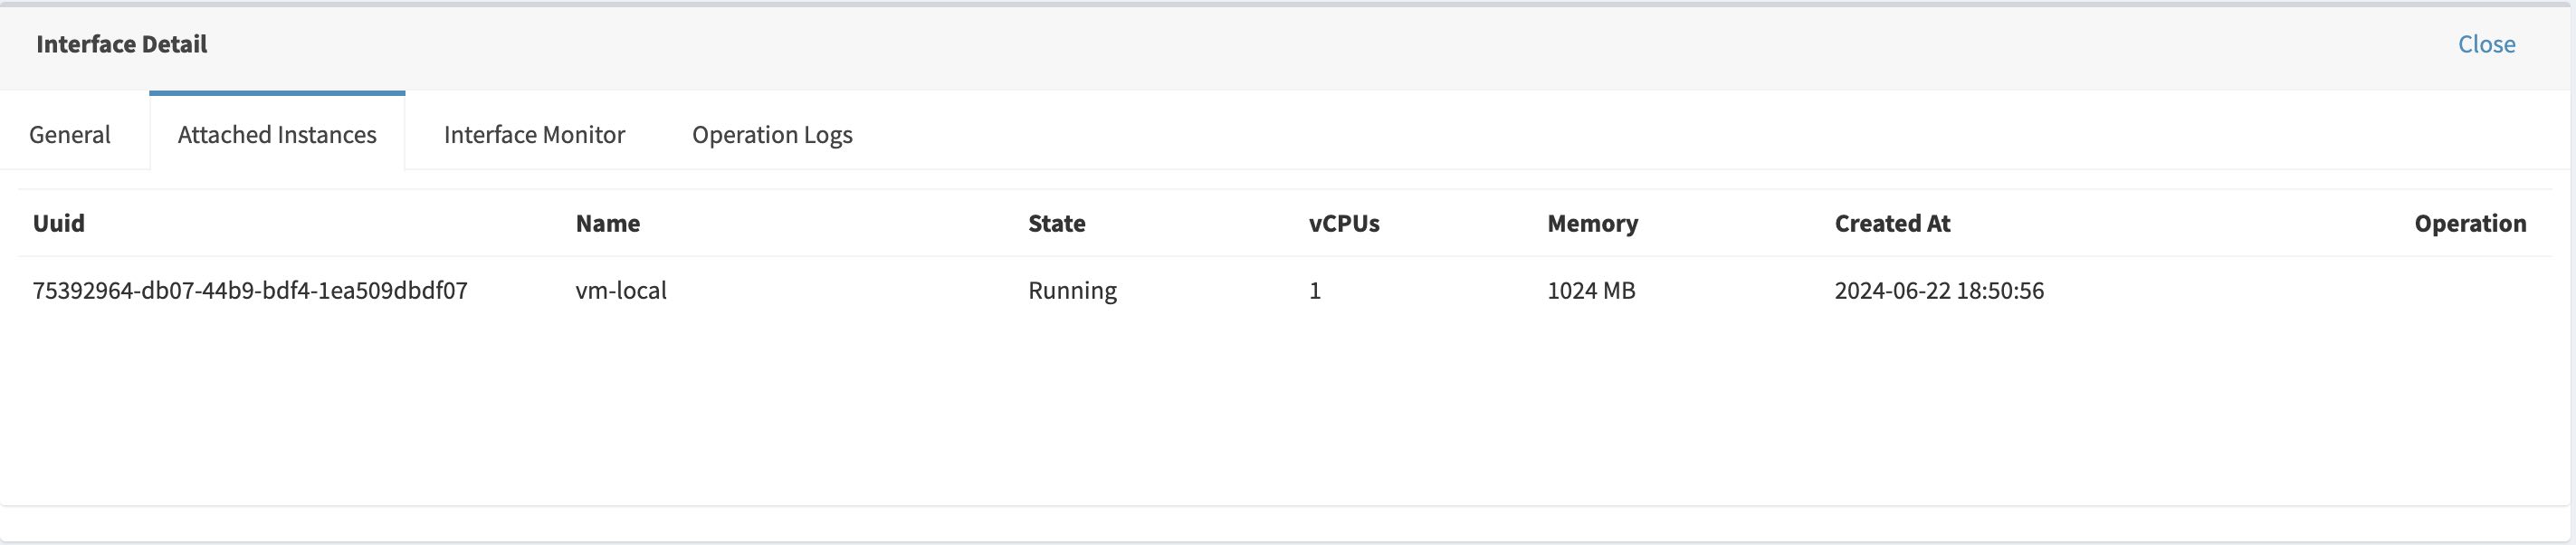 Interface Detail Close
General Attached Instances Interface Monitor Operation Logs
Uuid Name State vCPUs Memory Created At Operation
75392964-db07-44b9-bdf4-1ea509dbdf07 vm-local Running 1 1024 MB 2024-06-22 18:50:56